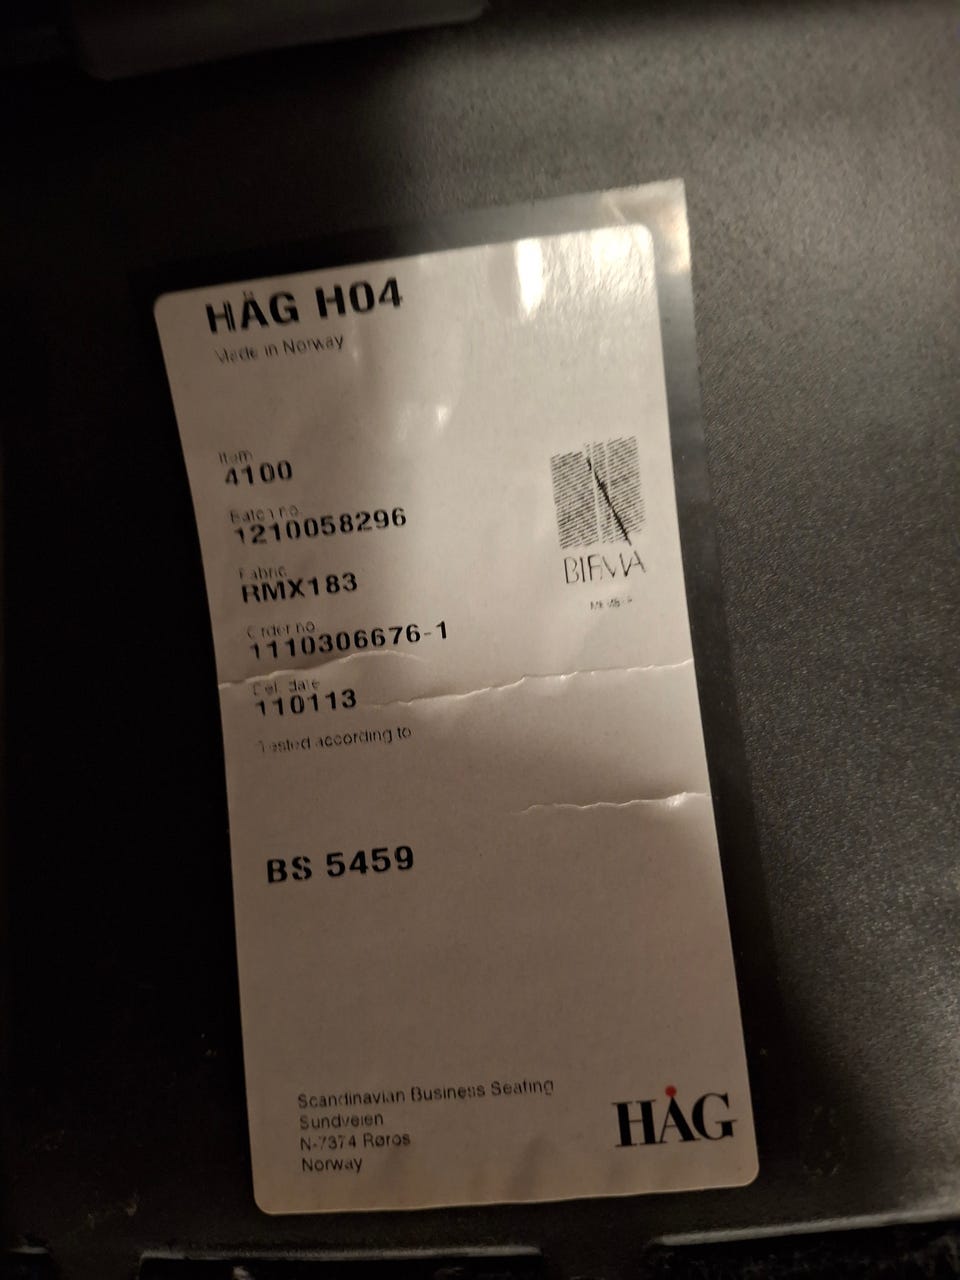 HÅG H04
Made in Norway
Item
4100
Batch no.
1210058296
Fabric
RMX183
Order no.
1110306676-1
Del. date
110113
Tested according to
BS 5459
BIFMA
MEMBER
Scandinavian Business Seating
Sundveien
N-7374 Røros
Norway
HÅG